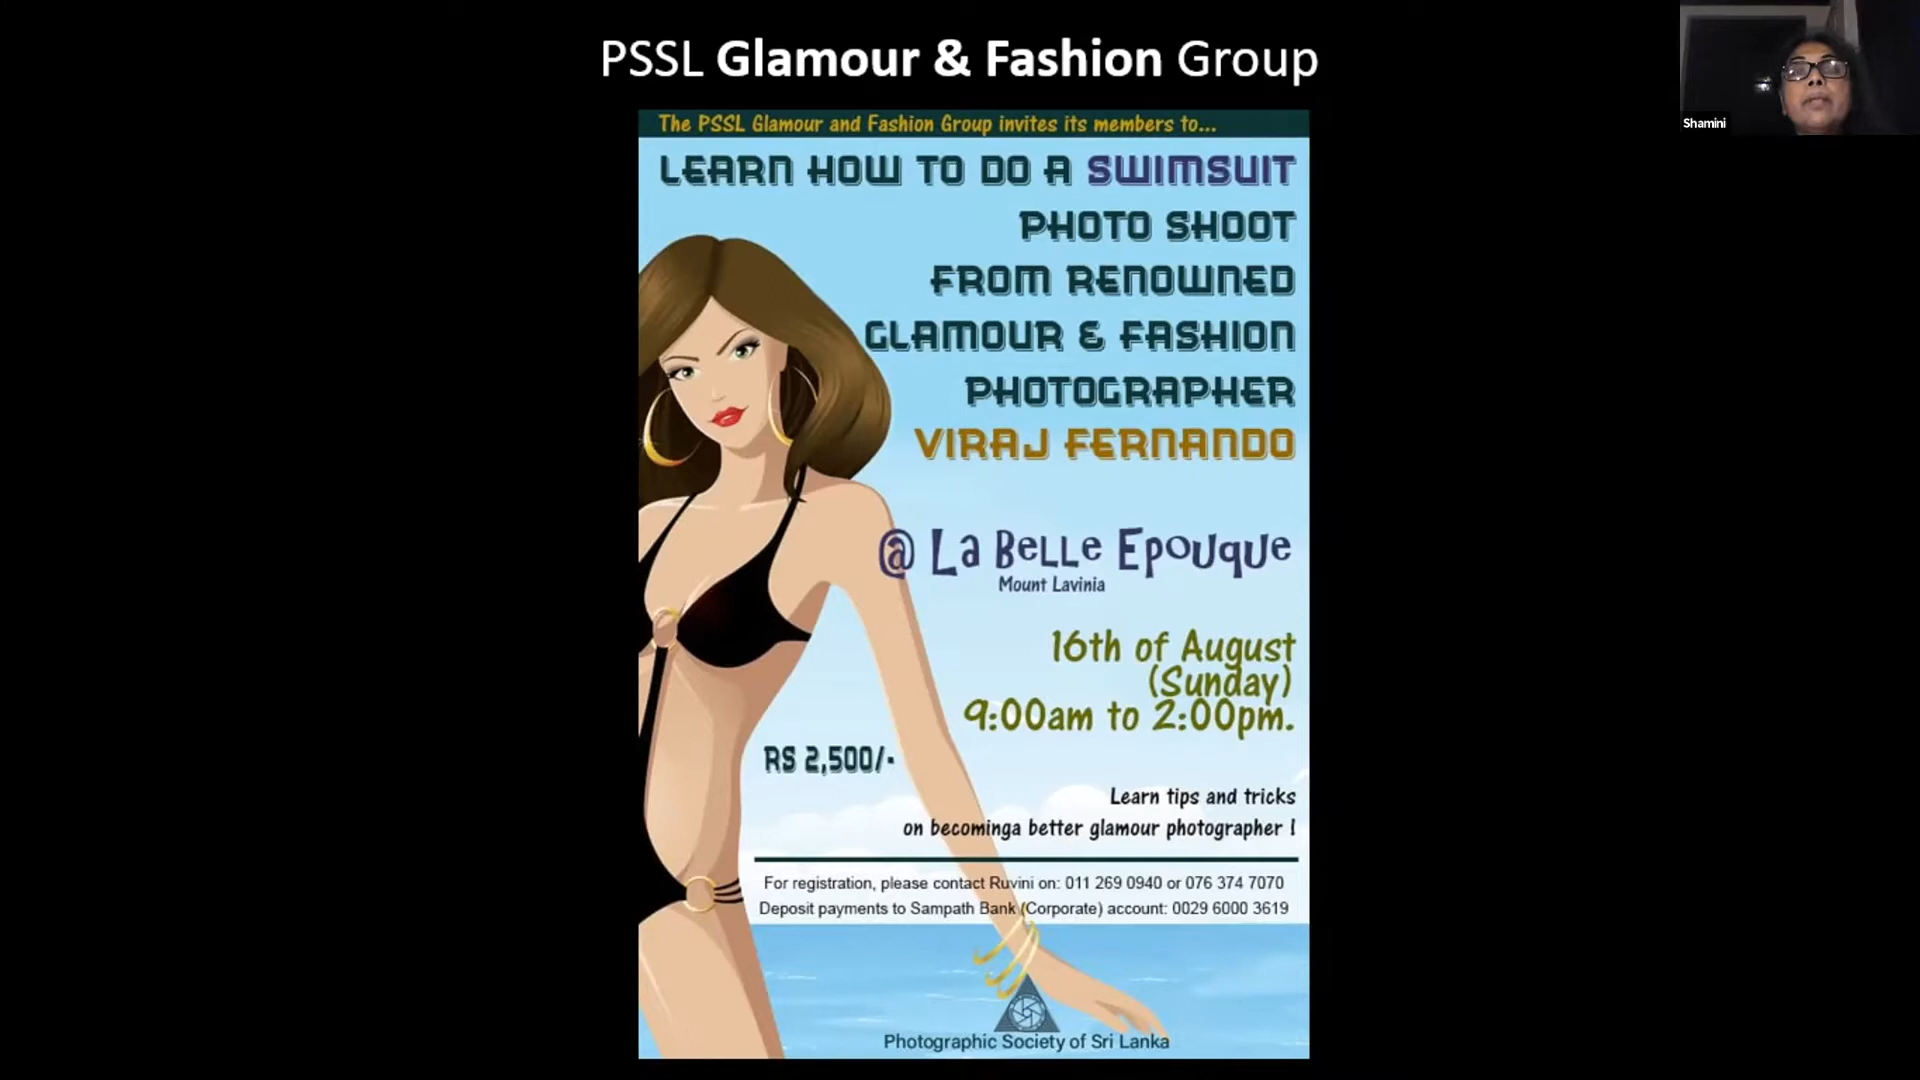 PSSL Glamour & Fashion Group
Shamini
The PSSL Glamour and Fashion Group invites its members to...
LEARN HOW TO DO A SWIMSUIT
PHOTO SHOOT
FROM RENOWNED
GLAMOUR & FASHION
PHOTOGRAPHER
VIRAJ FERNANDO
@ La Belle Epouque
Mount Lavinia
16th of August
(Sunday)
9:00am to 2:00pm.
RS 2,500/-
Learn tips and tricks
on becominga better glamour photographer !
For registration, please contact Ruvini on: 011 269 0940 or 076 374 7070
Deposit payments to Sampath Bank (Corporate) account: 0029 6000 3619
Photographic Society of Sri Lanka